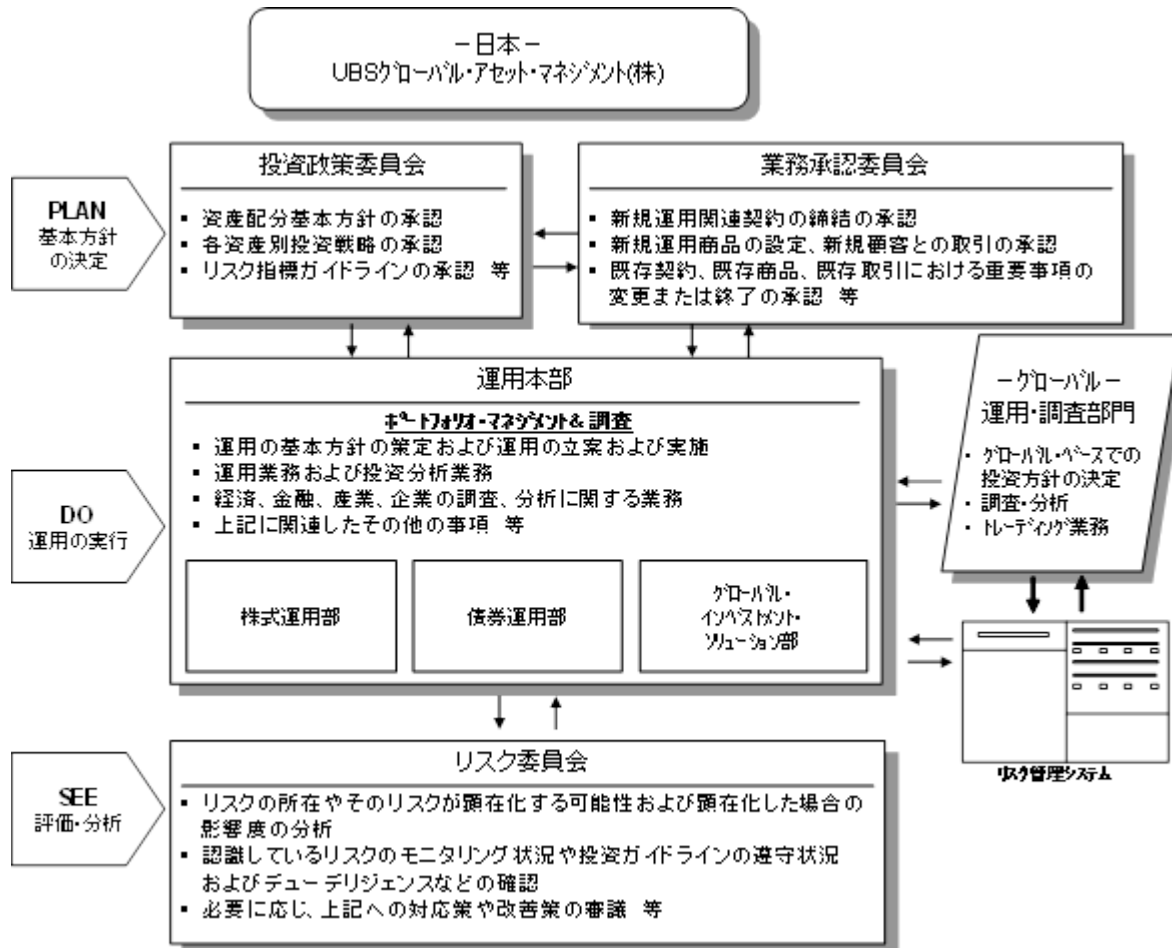 －日本－
UBSｸﾞﾛｰﾊﾞﾙ・ｱｾｯﾄ・ﾏﾈｼﾞﾒﾝﾄ(株)
PLAN
基本方針
の決定
投資政策委員会
▪ 資産配分基本方針の承認
▪ 各資産別投資戦略の承認
▪ リスク指標ガイドラインの承認 等
業務承認委員会
▪ 新規運用関連契約の締結の承認
▪ 新規運用商品の設定、新規顧客との取引の承認
▪ 既存契約、既存商品、既存取引における重要事項の
変更または終了の承認 等
DO
運用の実行
運用本部
ﾎﾟｰﾄﾌｫﾘｵ・ﾏﾈｼﾞﾒﾝﾄ& 調査
▪ 運用の基本方針の策定および運用の立案および実施
▪ 運用業務および投資分析業務
▪ 経済、金融、産業、企業の調査、分析に関する業務
▪ 上記に関連したその他の事項 等
株式運用部
債券運用部
ｸﾞﾛｰﾊﾞﾙ・
ｲﾝﾍﾞｽﾄﾒﾝﾄ・
ｿﾘｭｰｼｮﾝ部
－ｸﾞﾛｰﾊﾞﾙ－
運用・調査部門
▪ ｸﾞﾛｰﾊﾞﾙ・ﾍﾞｰｽでの
投資方針の決定
▪ 調査・分析
▪ ﾄﾚｰﾃﾞｨﾝｸﾞ業務
ﾘｽｸ管理ｼｽﾃﾑ
SEE
評価・分析
リスク委員会
▪ リスクの所在やそのリスクが顕在化する可能性および顕在化した場合の
影響度の分析
▪ 認識しているリスクのモニタリング状況や投資ガイドラインの遵守状況
およびデューデリジェンスなどの確認
▪ 必要に応じ、上記への対応策や改善策の審議 等